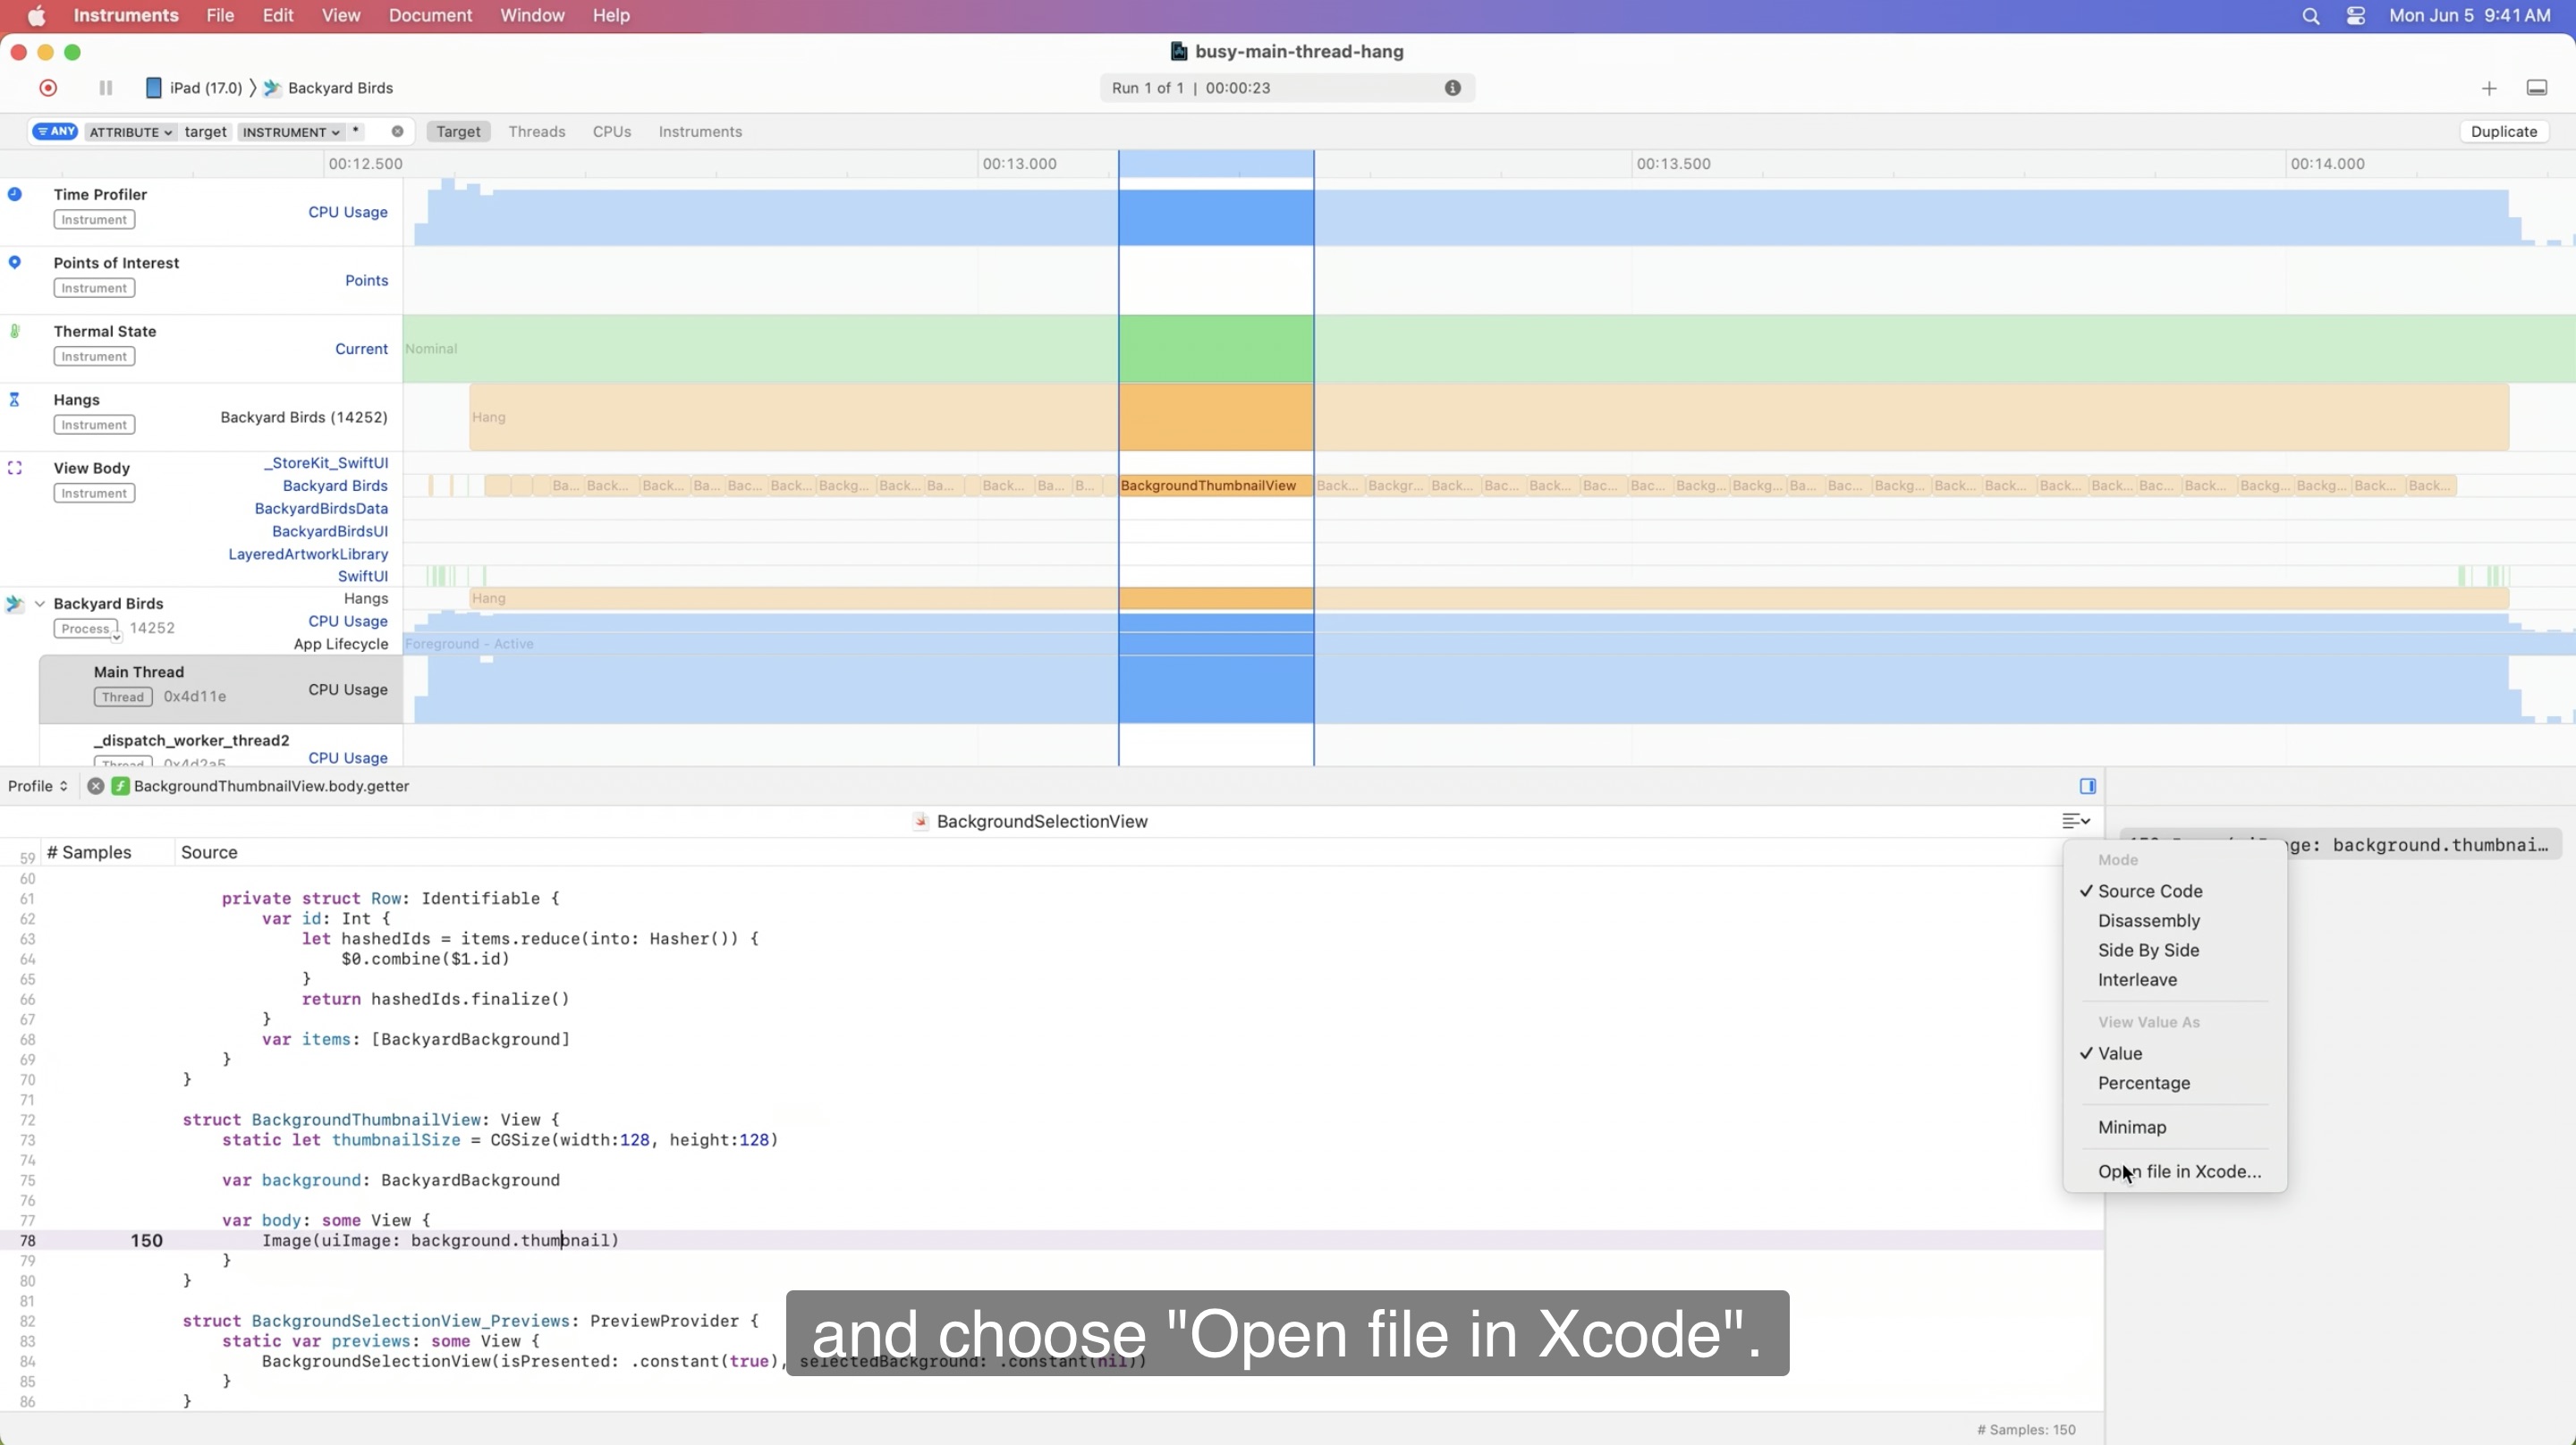 Instruments File Edit View Document Window Help Mon Jun 5 9:41 AM
busy-main-thread-hang
iPad (17.0) Backyard Birds Run 1 of 1 | 00:00:23
ANY ATTRIBUTE target INSTRUMENT * Target Threads CPUs Instruments Duplicate
00:12.500 00:13.000 00:13.500 00:14.000
Time Profiler
Instrument
CPU Usage
Points of Interest
Instrument
Points
Thermal State
Instrument
Current
Nominal
Hangs
Instrument
Backyard Birds (14252)
Hang
View Body
Instrument
_StoreKit_SwiftUI
Backyard Birds
Ba... Back... Back... Ba... Bac... Back... Backg... Back... Ba... Back... Ba... B... BackgroundThumbnailView Back... Backgr... Back... Bac... Back... Bac... Bac... Backg... Backg... Ba... Bac... Backg... Back... Bac... Back... Back... Bac... Back... Backg... Backg... Back... Back...
BackyardBirdsData
BackyardBirdsUI
LayeredArtworkLibrary
SwiftUI
Backyard Birds
Process 14252
Hangs
Hang
CPU Usage
App Lifecycle
Foreground - Active
Main Thread
Thread 0x4d11e
CPU Usage
_dispatch_worker_thread2
Thread 0x4d2a5
CPU Usage
Profile BackgroundThumbnailView.body.getter
BackgroundSelectionView
# Samples Source
59
60
61 private struct Row: Identifiable {
62 var id: Int {
63 let hashedIds = items.reduce(into: Hasher()) {
64 $0.combine($1.id)
65 }
66 return hashedIds.finalize()
67 }
68 var items: [BackyardBackground]
69 }
70 }
71
72 struct BackgroundThumbnailView: View {
73 static let thumbnailSize = CGSize(width:128, height:128)
74
75 var background: BackyardBackground
76
77 var body: some View {
78 150 Image(uiImage: background.thumbnail)
79 }
80 }
81
82 struct BackgroundSelectionView_Previews: PreviewProvider {
83 static var previews: some View {
84 BackgroundSelectionView(isPresented: .constant(true), selectedBackground: .constant(nil))
85 }
86 }
ge: background.thumbnai...
Mode
✓ Source Code
Disassembly
Side By Side
Interleave
View Value As
✓ Value
Percentage
Minimap
Open file in Xcode...
and choose "Open file in Xcode".
# Samples: 150